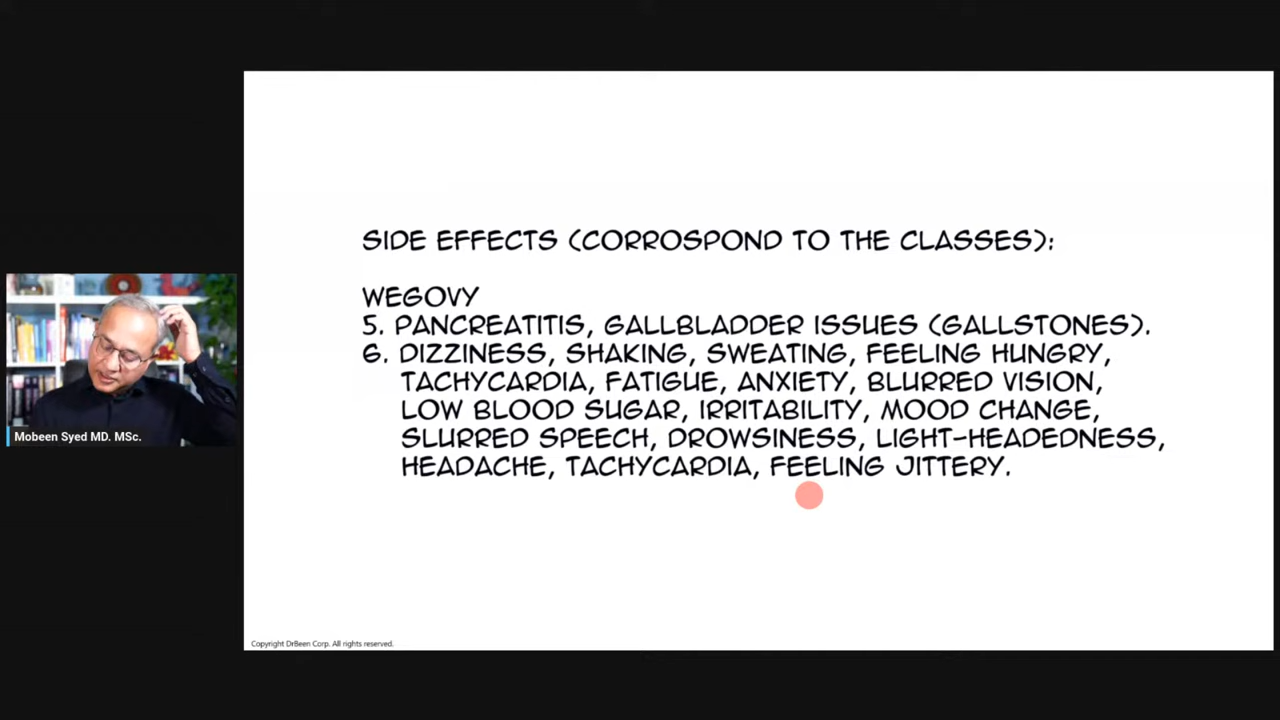 SIDE EFFECTS (CORROSPOND TO THE CLASSES):
WEGOVY
5. PANCREATITIS, GALLBLADDER ISSUES (GALLSTONES).
6. DIZZINESS, SHAKING, SWEATING, FEELING HUNGRY,
TACHYCARDIA, FATIGUE, ANXIETY, BLURRED VISION,
LOW BLOOD SUGAR, IRRITABILITY, MOOD CHANGE,
SLURRED SPEECH, DROWSINESS, LIGHT-HEADEDNESS,
HEADACHE, TACHYCARDIA, FEELING JITTERY.
Mobeen Syed MD. MSc.
Copyright DrBeen Corp. All rights reserved.